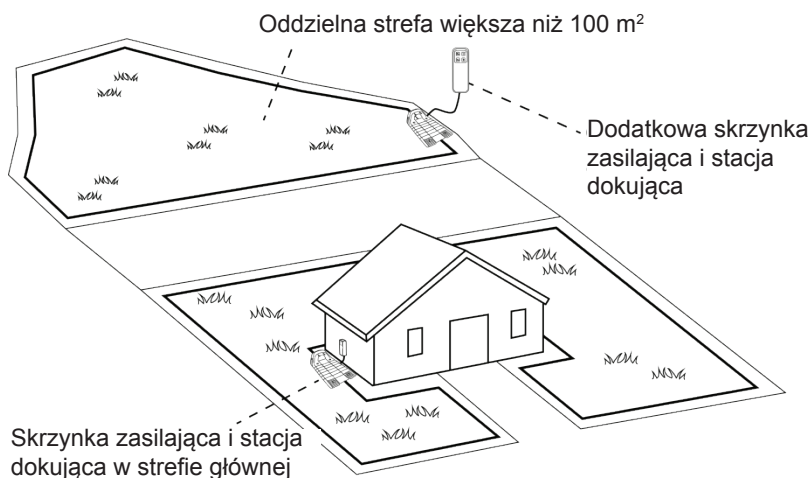 Oddzielna strefa większa niż 100 m²
Dodatkowa skrzynka
zasilająca i stacja
dokująca
Skrzynka zasilająca i stacja
dokująca w strefie głównej